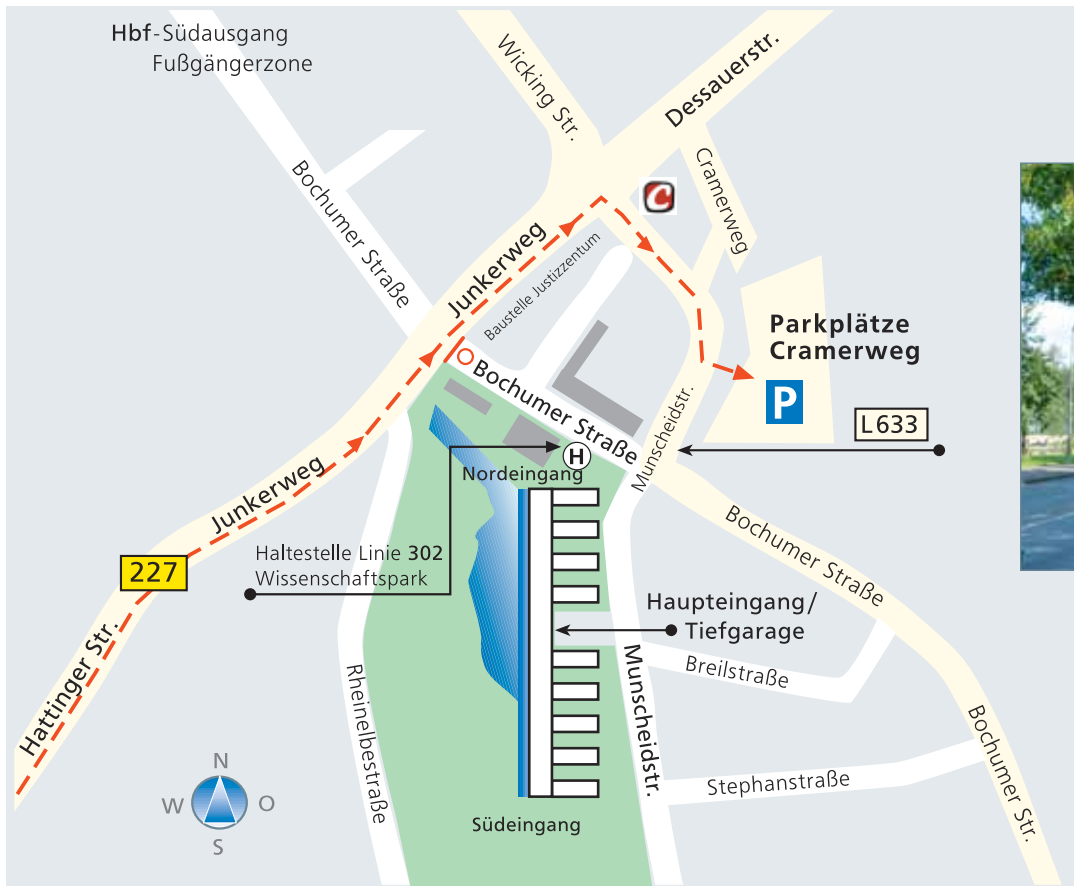 Hbf-Südausgang
Fußgängerzone
Wicking Str.
Dessauerstr.
Cramerweg
Bochumer Straße
Junkerweg
Baustelle Justizzentum
Parkplätze
Cramerweg
P
L633
Bochumer Straße
H
Munscheidstr.
Nordeingang
Junkerweg
227
Haltestelle Linie 302
Wissenschaftspark
Bochumer Straße
Haupteingang/
Tiefgarage
Breilstraße
Hattinger Str.
Rheinelbestraße
Munscheidstr.
Stephanstraße
Bochumer Str.
Südeingang
N
W O
S
C